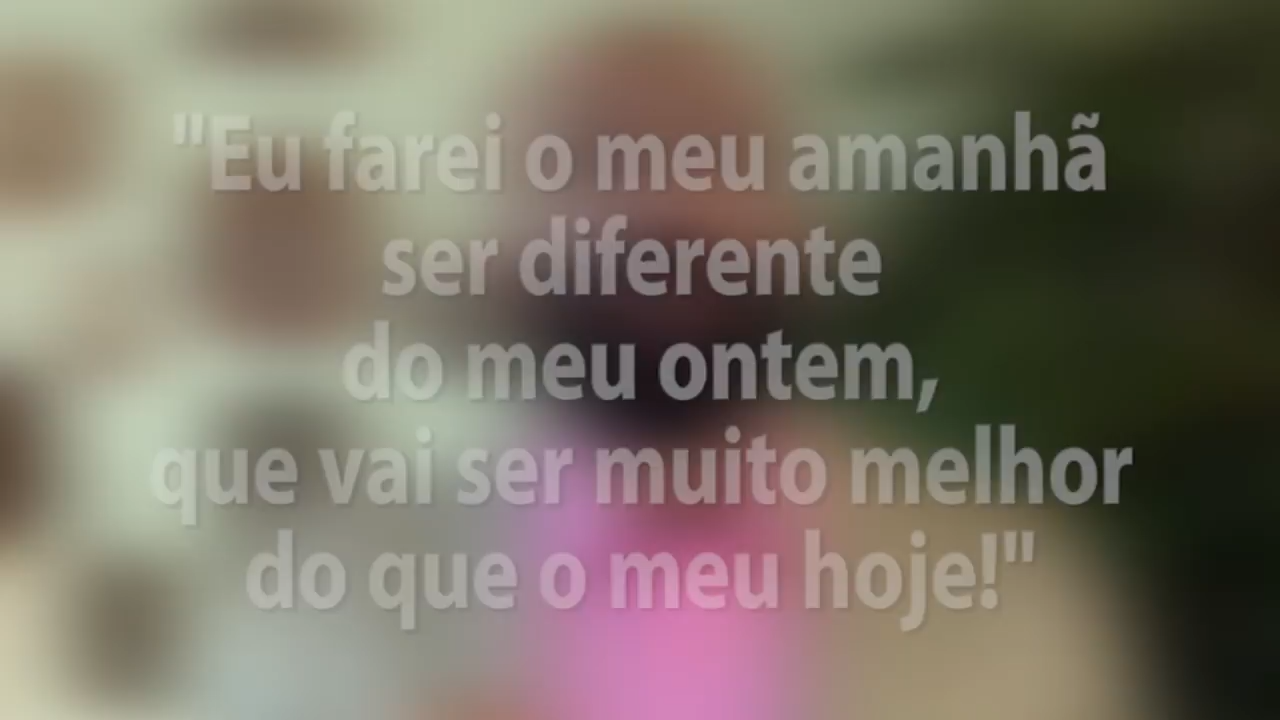 "Eu farei o meu amanhã
ser diferente
do meu ontem,
que vai ser muito melhor
do que o meu hoje!"